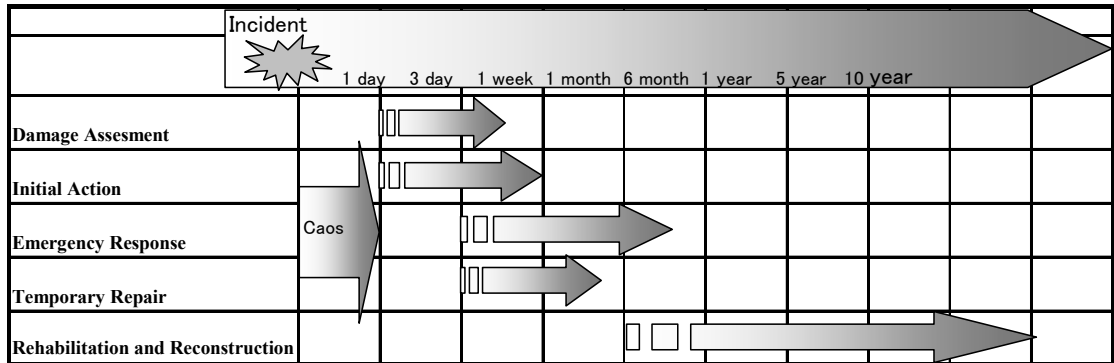 Incident
1 day 3 day 1 week 1 month 6 month 1 year 5 year 10 year
Damage Assesment
Initial Action
Caos
Emergency Response
Temporary Repair
Rehabilitation and Reconstruction